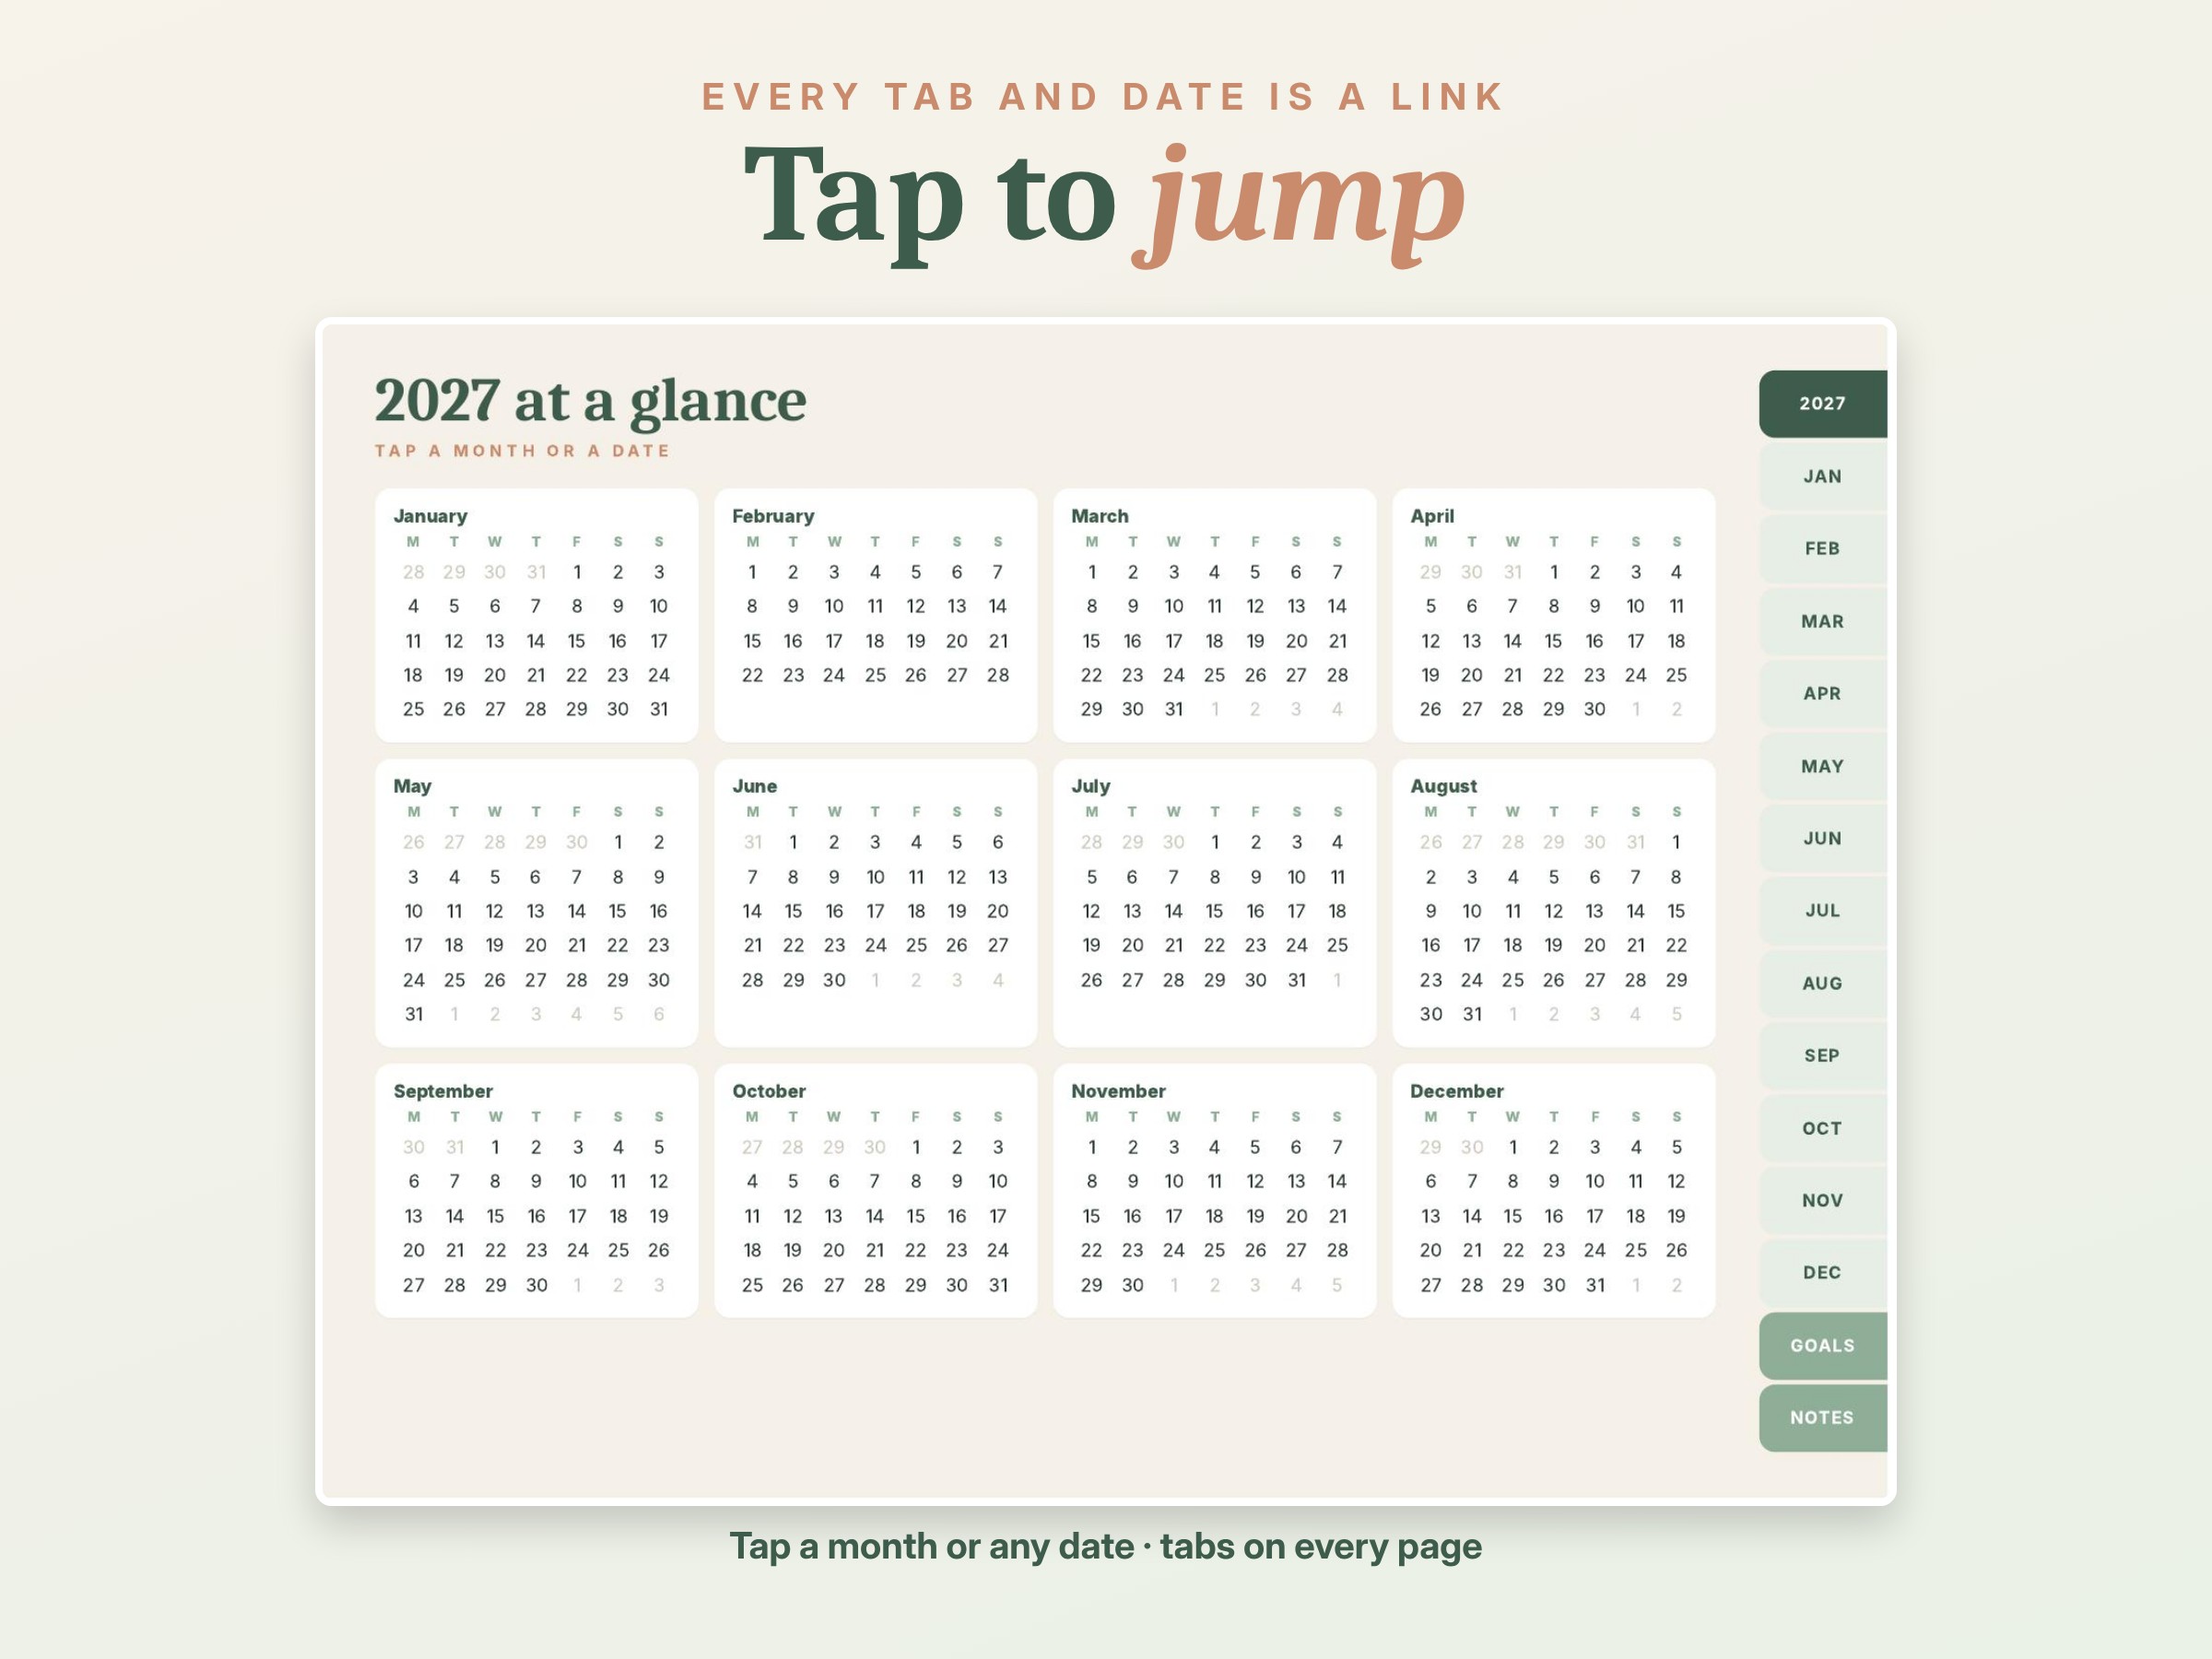 EVERY TAB AND DATE IS A LINK
Tap to jump
2027 at a glance
TAP A MONTH OR A DATE
January
M T W T F S S
28 29 30 31 1 2 3
4 5 6 7 8 9 10
11 12 13 14 15 16 17
18 19 20 21 22 23 24
25 26 27 28 29 30 31
February
M T W T F S S
1 2 3 4 5 6 7
8 9 10 11 12 13 14
15 16 17 18 19 20 21
22 23 24 25 26 27 28
March
M T W T F S S
1 2 3 4 5 6 7
8 9 10 11 12 13 14
15 16 17 18 19 20 21
22 23 24 25 26 27 28
29 30 31 1 2 3 4
April
M T W T F S S
29 30 31 1 2 3 4
5 6 7 8 9 10 11
12 13 14 15 16 17 18
19 20 21 22 23 24 25
26 27 28 29 30 1 2
May
M T W T F S S
26 27 28 29 30 1 2
3 4 5 6 7 8 9
10 11 12 13 14 15 16
17 18 19 20 21 22 23
24 25 26 27 28 29 30
31 1 2 3 4 5 6
June
M T W T F S S
31 1 2 3 4 5 6
7 8 9 10 11 12 13
14 15 16 17 18 19 20
21 22 23 24 25 26 27
28 29 30 1 2 3 4
July
M T W T F S S
28 29 30 1 2 3 4
5 6 7 8 9 10 11
12 13 14 15 16 17 18
19 20 21 22 23 24 25
26 27 28 29 30 31 1
August
M T W T F S S
26 27 28 29 30 31 1
2 3 4 5 6 7 8
9 10 11 12 13 14 15
16 17 18 19 20 21 22
23 24 25 26 27 28 29
30 31 1 2 3 4 5
September
M T W T F S S
30 31 1 2 3 4 5
6 7 8 9 10 11 12
13 14 15 16 17 18 19
20 21 22 23 24 25 26
27 28 29 30 1 2 3
October
M T W T F S S
27 28 29 30 1 2 3
4 5 6 7 8 9 10
11 12 13 14 15 16 17
18 19 20 21 22 23 24
25 26 27 28 29 30 31
November
M T W T F S S
1 2 3 4 5 6 7
8 9 10 11 12 13 14
15 16 17 18 19 20 21
22 23 24 25 26 27 28
29 30 1 2 3 4 5
December
M T W T F S S
29 30 1 2 3 4 5
6 7 8 9 10 11 12
13 14 15 16 17 18 19
20 21 22 23 24 25 26
27 28 29 30 31 1 2
2027
JAN
FEB
MAR
APR
MAY
JUN
JUL
AUG
SEP
OCT
NOV
DEC
GOALS
NOTES
Tap a month or any date · tabs on every page